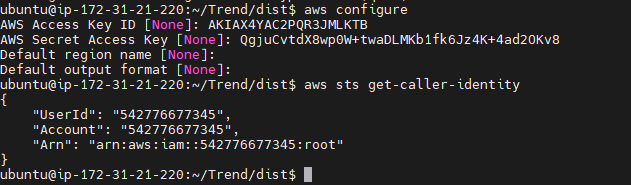 ubuntu@ip-172-31-21-220:~/Trend/dist$ aws configure
AWS Access Key ID [None]: AKIAX4YAC2PQR3JMLKTB
AWS Secret Access Key [None]: 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
Default region name [None]:
Default output format [None]:
ubuntu@ip-172-31-21-220:~/Trend/dist$ aws sts get-caller-identity
{
    "UserId": "542776677345",
    "Account": "542776677345",
    "Arn": "arn:aws:iam::542776677345:root"
}
ubuntu@ip-172-31-21-220:~/Trend/dist$